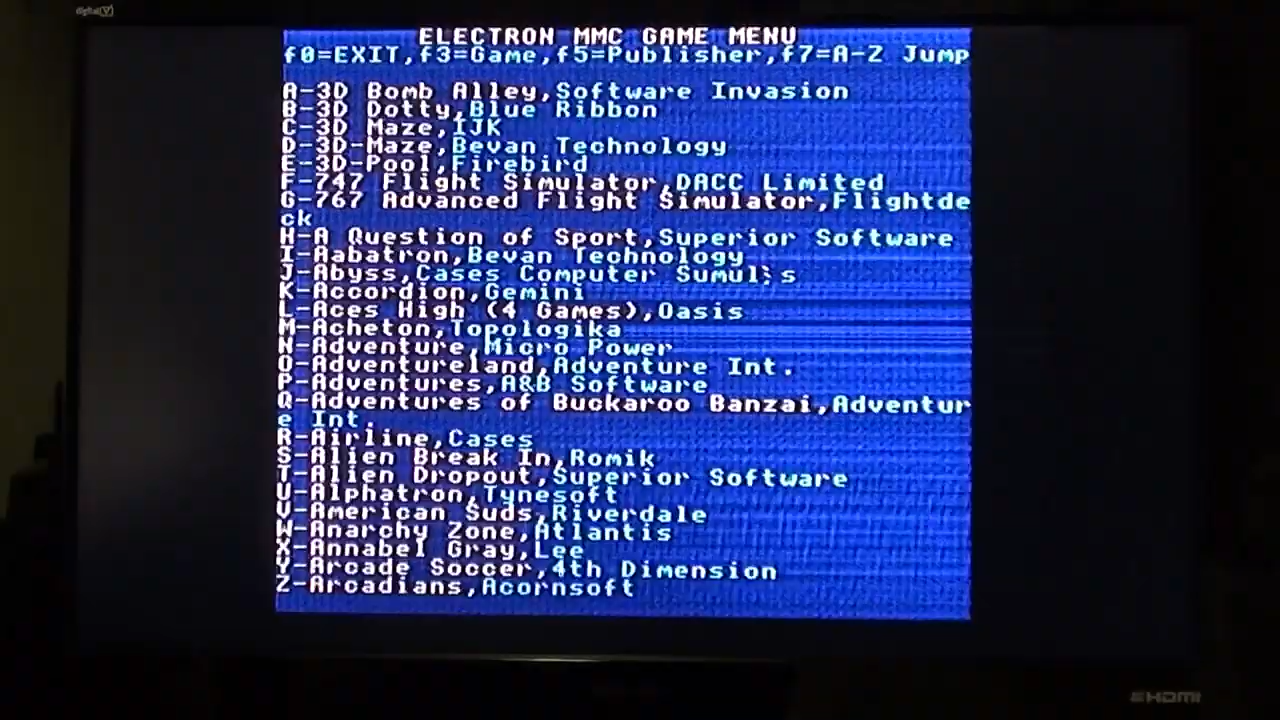 digital
ELECTRON MMC GAME MENU
f0=EXIT,f3=Game,f5=Publisher,f7=A-Z Jump
A-3D Bomb Alley,Software Invasion
B-3D Dotty,Blue Ribbon
C-3D Maze,IJK
D-3D-Maze,Bevan Technology
E-3D-Pool,Firebird
F-747 Flight Simulator,DACC Limited
G-767 Advanced Flight Simulator,Flightde
ck
H-A Question of Sport,Superior Software
I-Aabatron,Bevan Technology
J-Abyss,Cases Computer
K-Accordion,Gemini
L-Aces High (4 Games),Oasis
M-Acheton,Topologika
N-Adventure,Micro Power
O-Adventureland,Adventure Int.
P-Adventures,A&B Software
Q-Adventures of Buckaroo Banzai,Adventur
e Int.
R-Airline,Cases
S-Alien Break In,Romik
T-Alien Dropout,Superior Software
U-Alphatron,Tynesoft
V-American Suds,Riverdale
W-Anarchy Zone,Atlantis
X-Annabel Gray,Lee
Y-Arcade Soccer,4th Dimension
Z-Arcadians,Acornsoft
HDMI